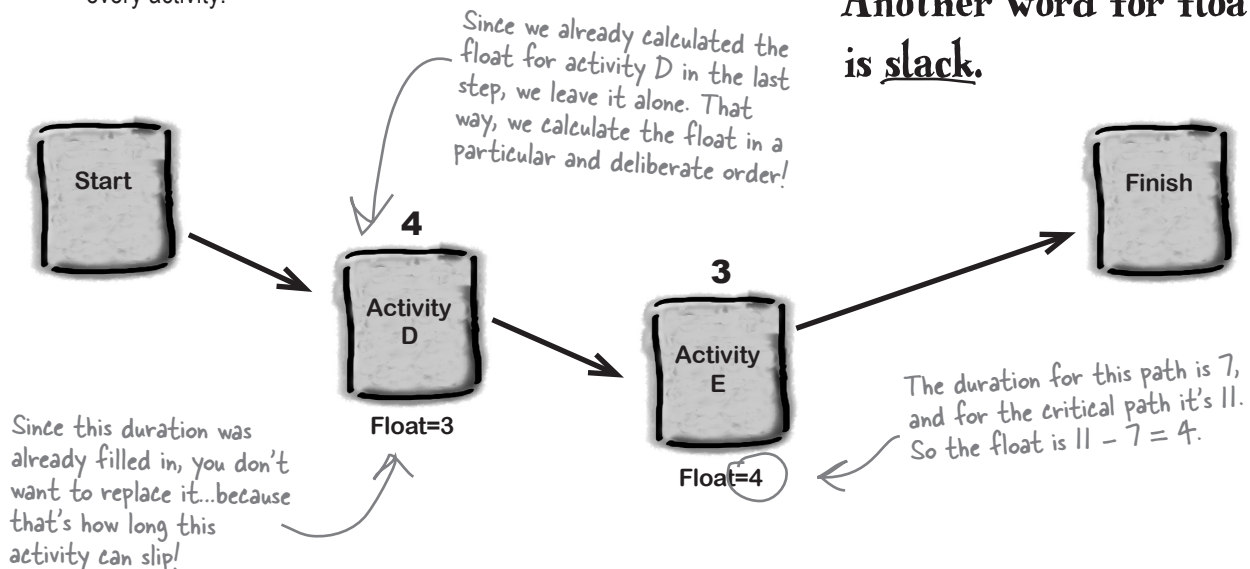 every activity.
Another word for floa
is slack.
Since we already calculated the
float for activity D in the last
step, we leave it alone. That
way, we calculate the float in a
particular and deliberate order!
Start
Finish
4
Activity
D
Float=3
3
Activity
E
Float=4
The duration for this path is 7,
and for the critical path it's 11.
So the float is 11 – 7 = 4.
Since this duration was
already filled in, you don't
want to replace it...because
that's how long this
activity can slip!